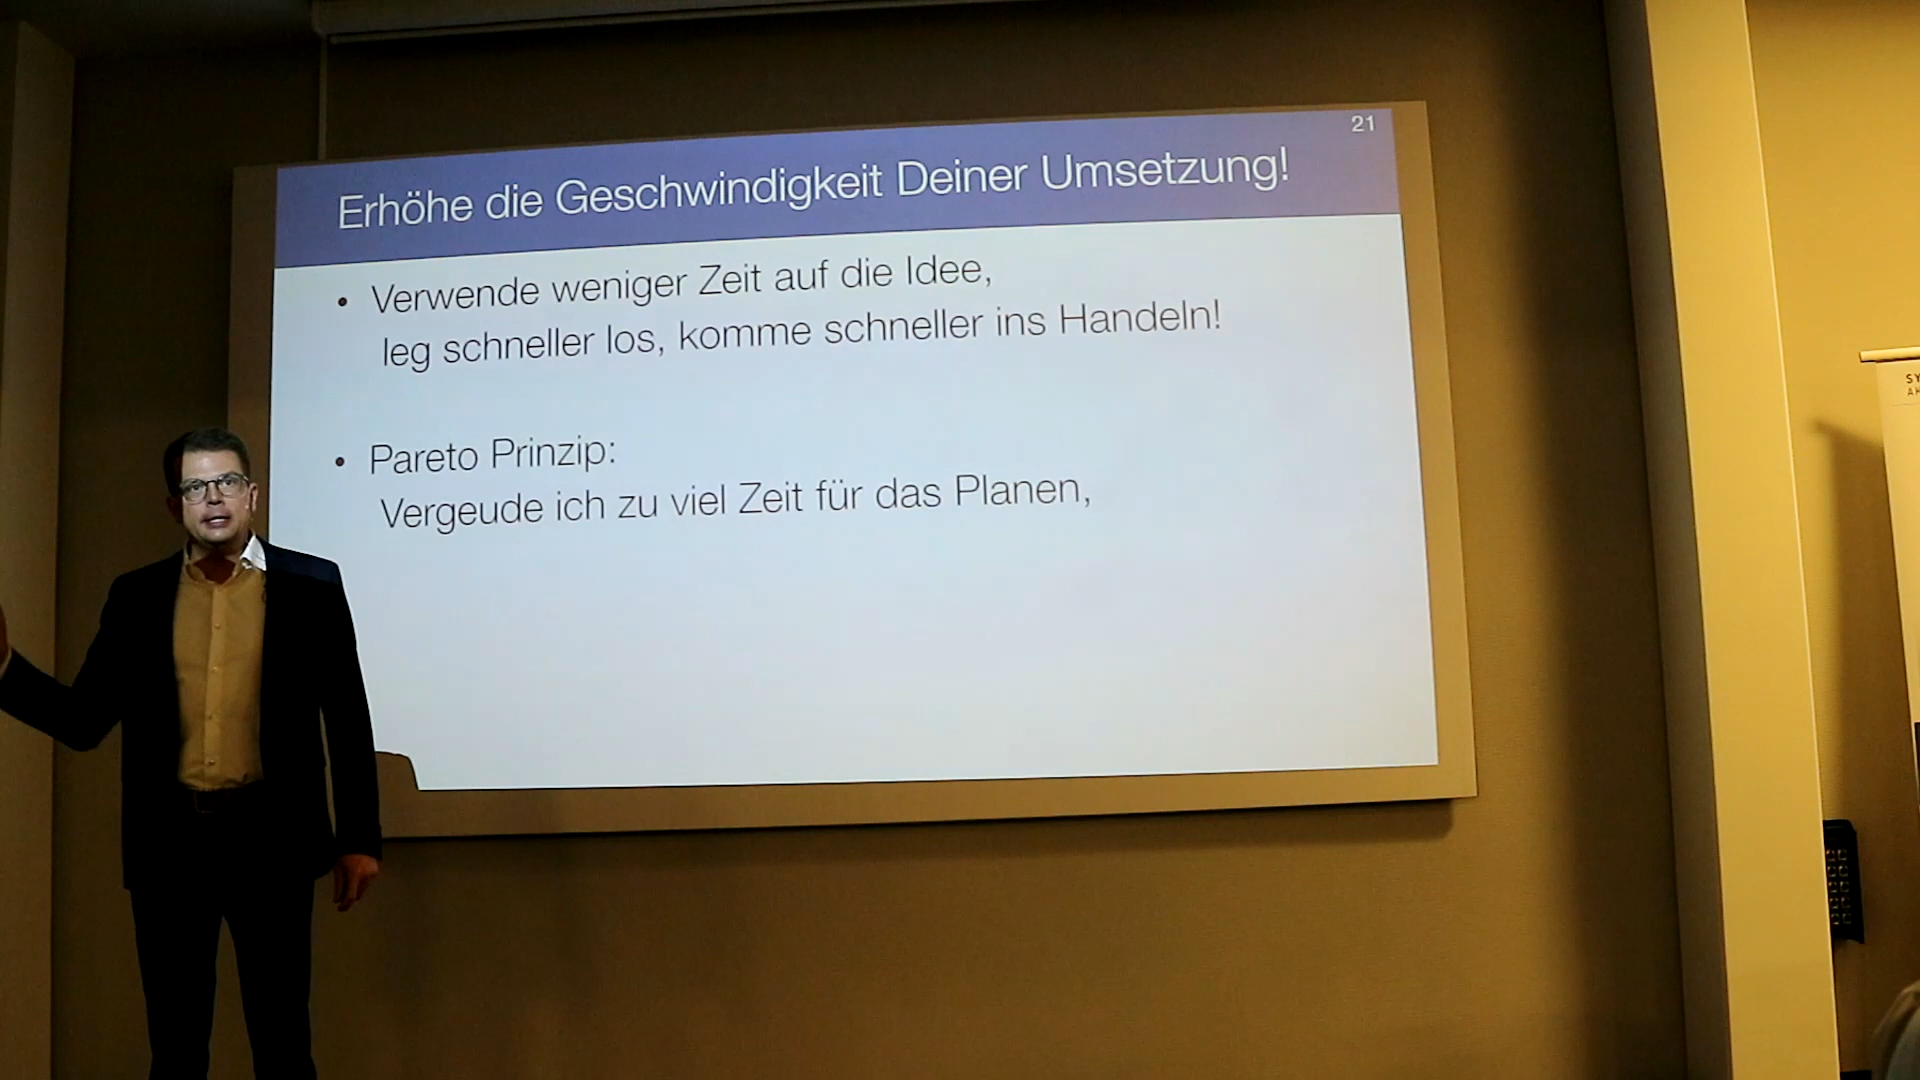 21
Erhöhe die Geschwindigkeit Deiner Umsetzung!
• Verwende weniger Zeit auf die Idee,
leg schneller los, komme schneller ins Handeln!
• Pareto Prinzip:
Vergeude ich zu viel Zeit für das Planen,